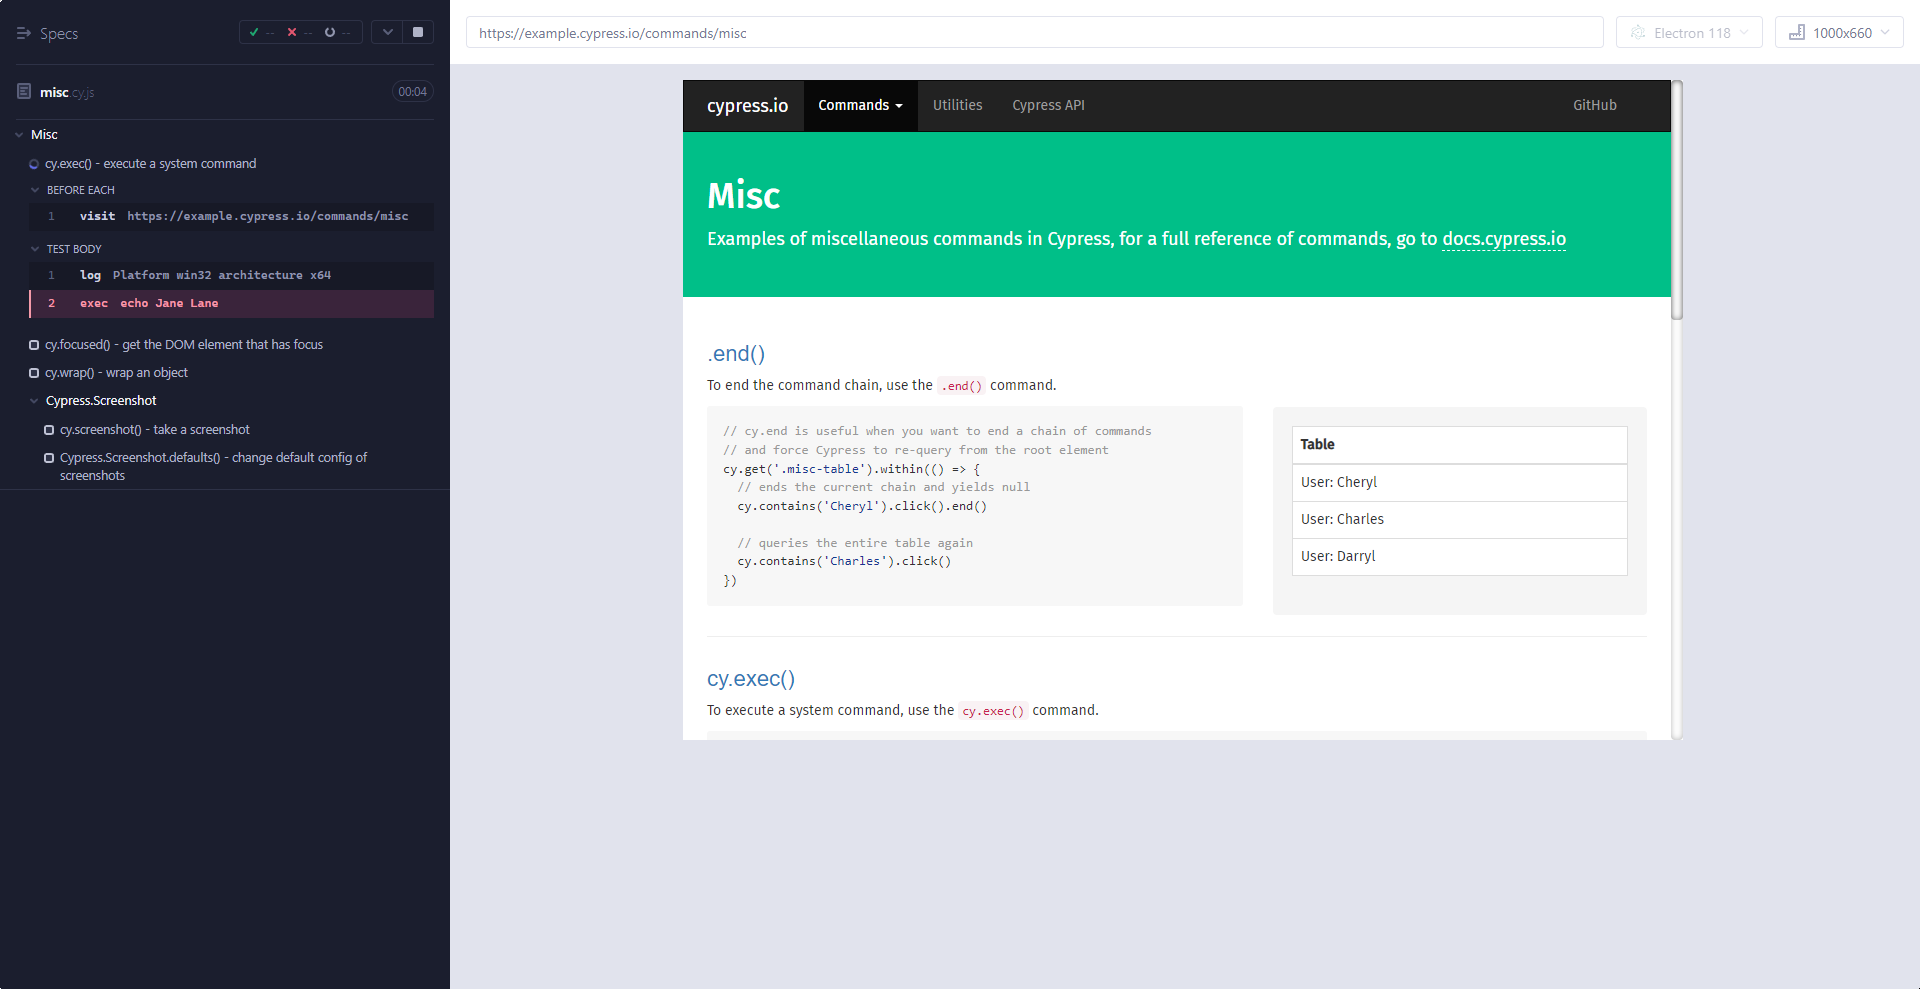 Specs
-- -- --
misc.cy.js 00:04
Misc
cy.exec() - execute a system command
BEFORE EACH
1 visit https://example.cypress.io/commands/misc
TEST BODY
1 log Platform win32 architecture x64
2 exec echo Jane Lane
cy.focused() - get the DOM element that has focus
cy.wrap() - wrap an object
Cypress.Screenshot
cy.screenshot() - take a screenshot
Cypress.Screenshot.defaults() - change default config of
screenshots
https://example.cypress.io/commands/misc
Electron 118
1000x660
cypress.io Commands Utilities Cypress API GitHub
Misc
Examples of miscellaneous commands in Cypress, for a full reference of commands, go to docs.cypress.io
.end()
To end the command chain, use the .end() command.
// cy.end is useful when you want to end a chain of commands
// and force Cypress to re-query from the root element
cy.get('.misc-table').within(() => {
  // ends the current chain and yields null
  cy.contains('Cheryl').click().end()
  // queries the entire table again
  cy.contains('Charles').click()
})
Table
User: Cheryl
User: Charles
User: Darryl
cy.exec()
To execute a system command, use the cy.exec() command.